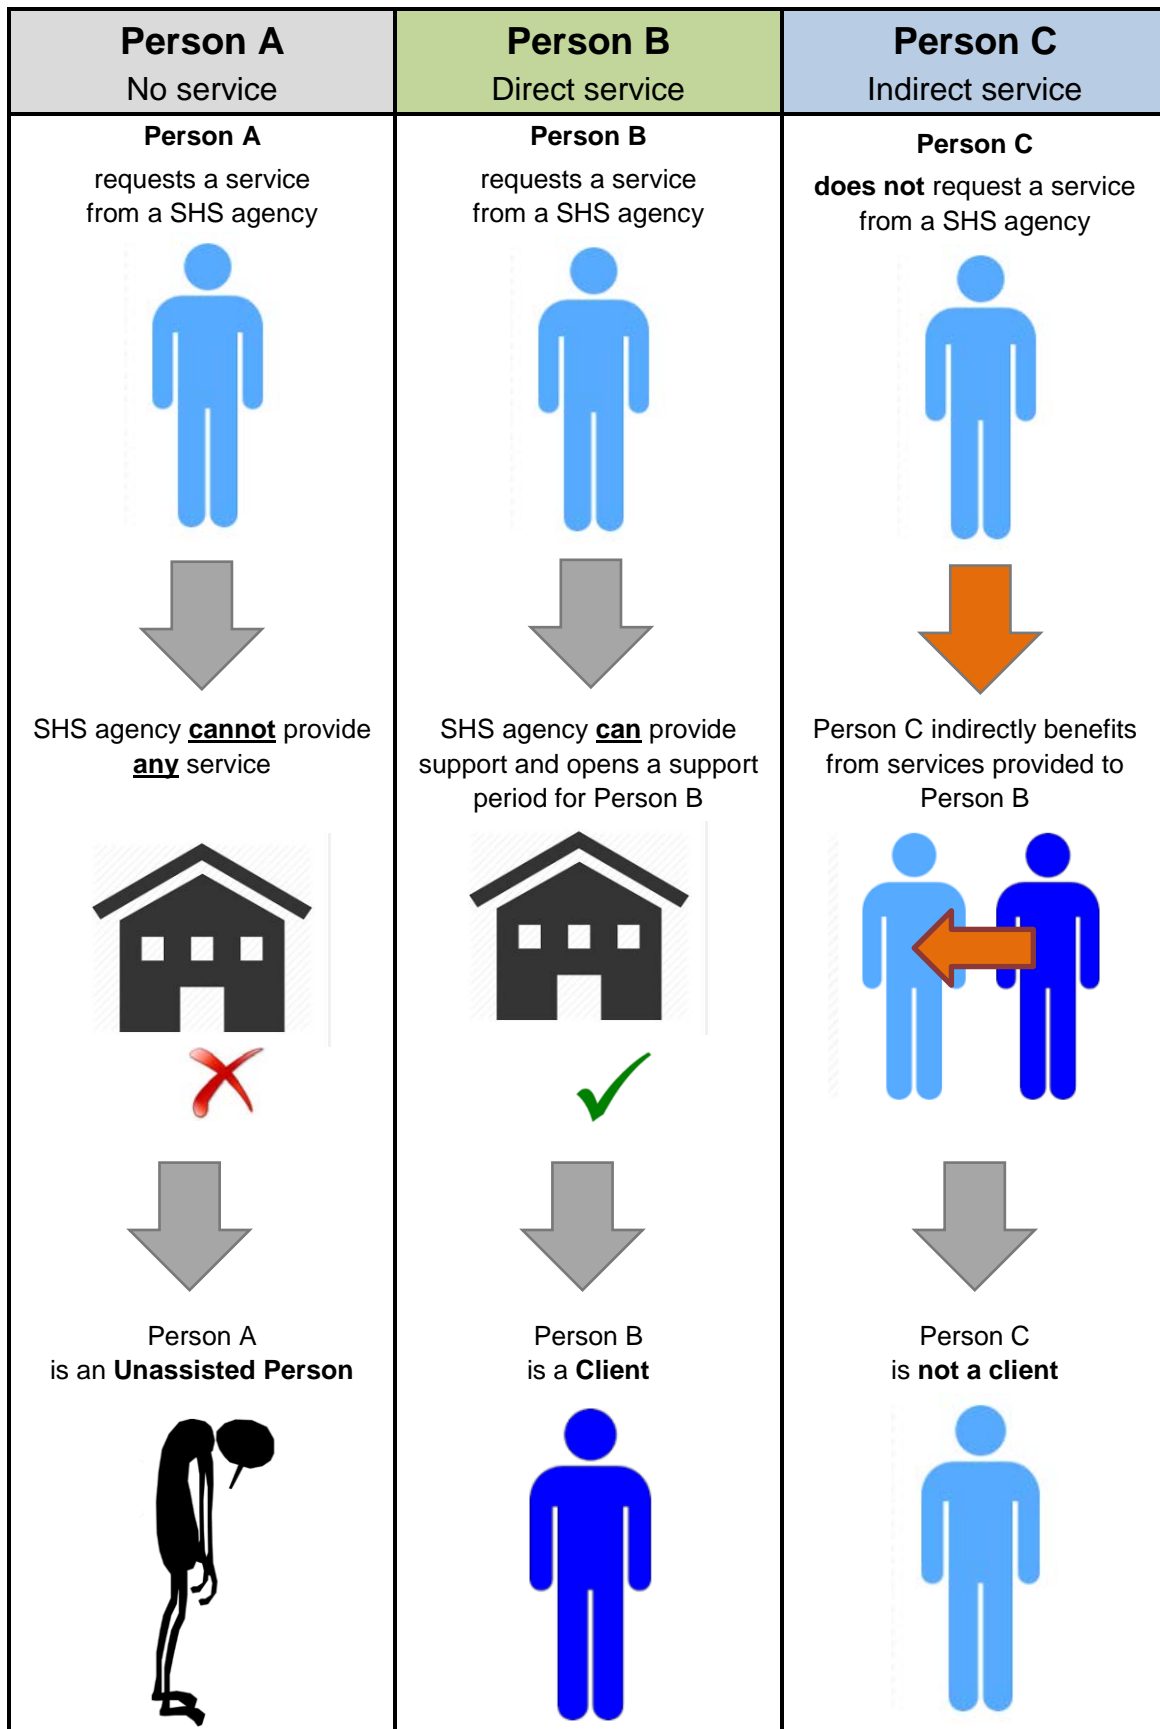 Person A
No service
Person B
Direct service
Person C
Indirect service
Person A
requests a service
from a SHS agency
SHS agency cannot provide
any service
Person A
is an Unassisted Person
Person B
requests a service
from a SHS agency
SHS agency can provide
support and opens a support
period for Person B
Person B
is a Client
Person C
does not request a service
from a SHS agency
Person C indirectly benefits
from services provided to
Person B
Person C
is not a client